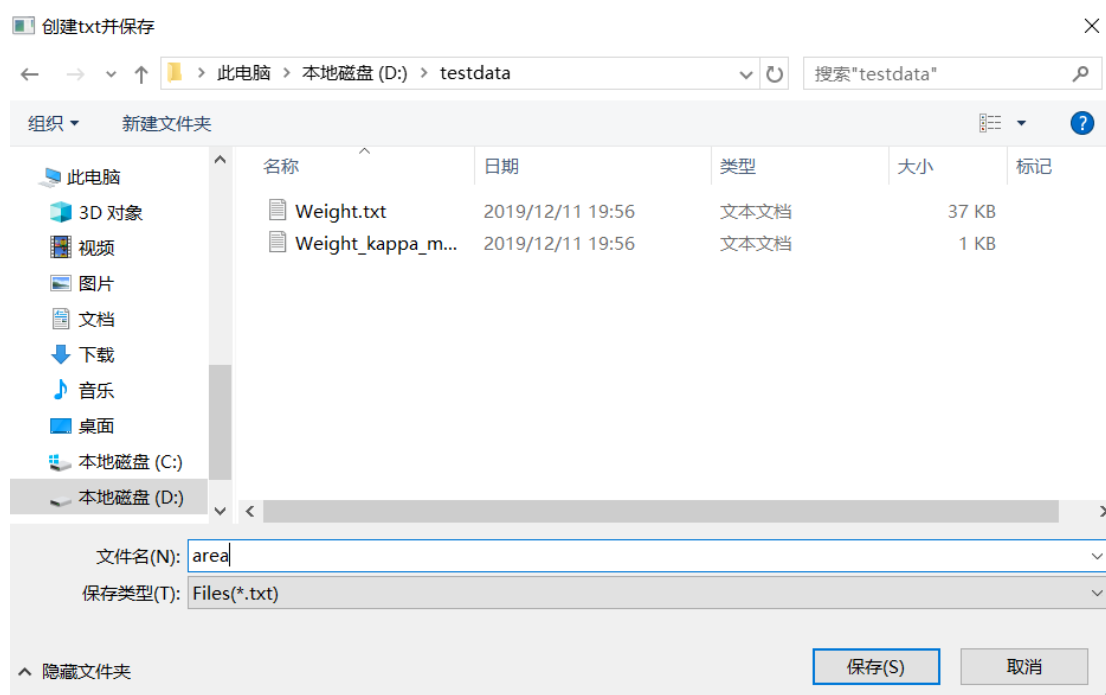 创建txt并保存
此电脑 本地磁盘 (D:) testdata 搜索"testdata"
组织 新建文件夹 ?
名称 日期 类型 大小 标记
Weight.txt 2019/12/11 19:56 文本文档 37 KB
Weight_kappa_m... 2019/12/11 19:56 文本文档 1 KB
此电脑
3D 对象
视频
图片
文档
下载
音乐
桌面
本地磁盘 (C:)
本地磁盘 (D:)
文件名(N): area
保存类型(T): Files(*.txt)
隐藏文件夹 保存(S) 取消